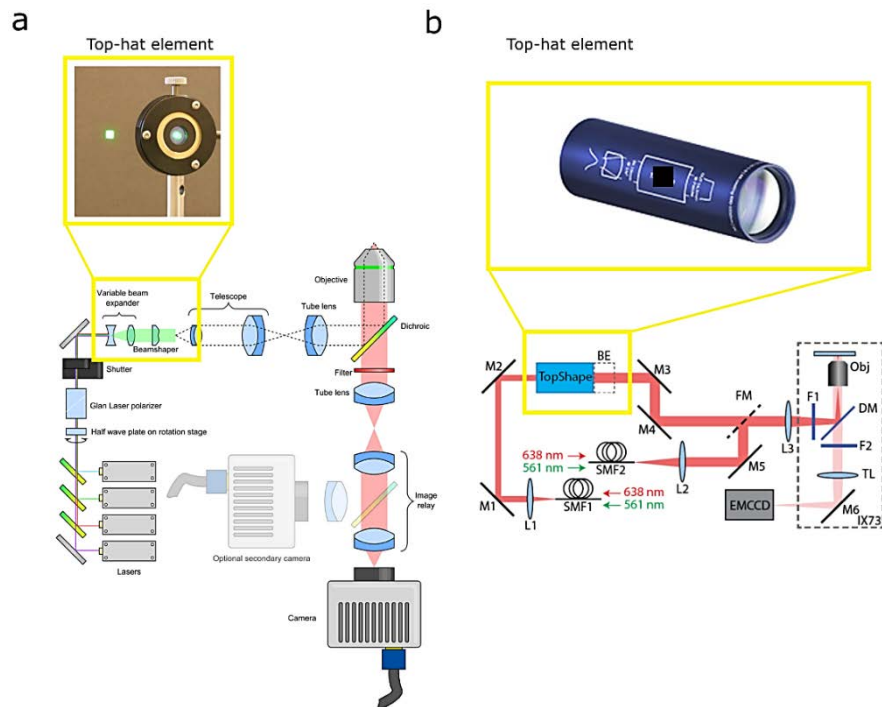 a
Top-hat element
Variable beam
expander
Beamshaper
Telescope
Tube lens
Objective
Dichroic
Shutter
Filter
Tube lens
Glan Laser polarizer
Half wave plate on rotation stage
Lasers
Optional secondary camera
Image
relay
Camera
b
Top-hat element
M2
TopShape
BE
M3
M4
FM
F1
Obj
DM
F2
L3
638 nm
561 nm
SMF2
L2
M5
TL
638 nm
561 nm
M1
L1
SMF1
EMCCD
M6
IX73